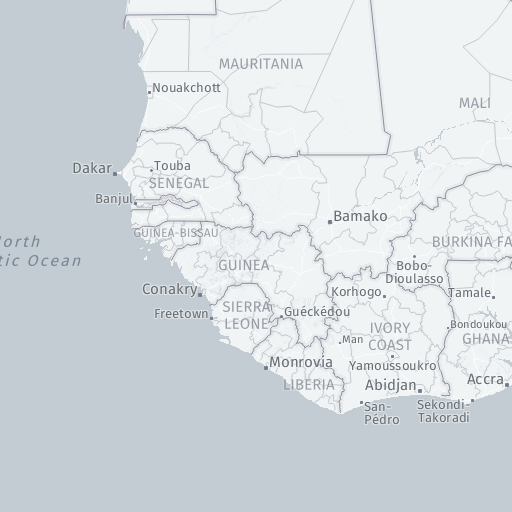 MAURITANIA
Nouakchott
MALI
Dakar
Touba
SENEGAL
Banjul
Bamako
GUINEA-BISSAU
North
tic Ocean
BURKINA FA
GUINEA
Bobo-
Dioulasso
Conakry
Korhogo
Tamale
SIERRA
LEONE
Freetown
Guéckédou
Bondoukou
IVORY
COAST
Man
GHANA
Monrovia
Yamoussoukro
LIBERIA
Abidjan
Accra
San-
Pédro
Sekondi-
Takoradi